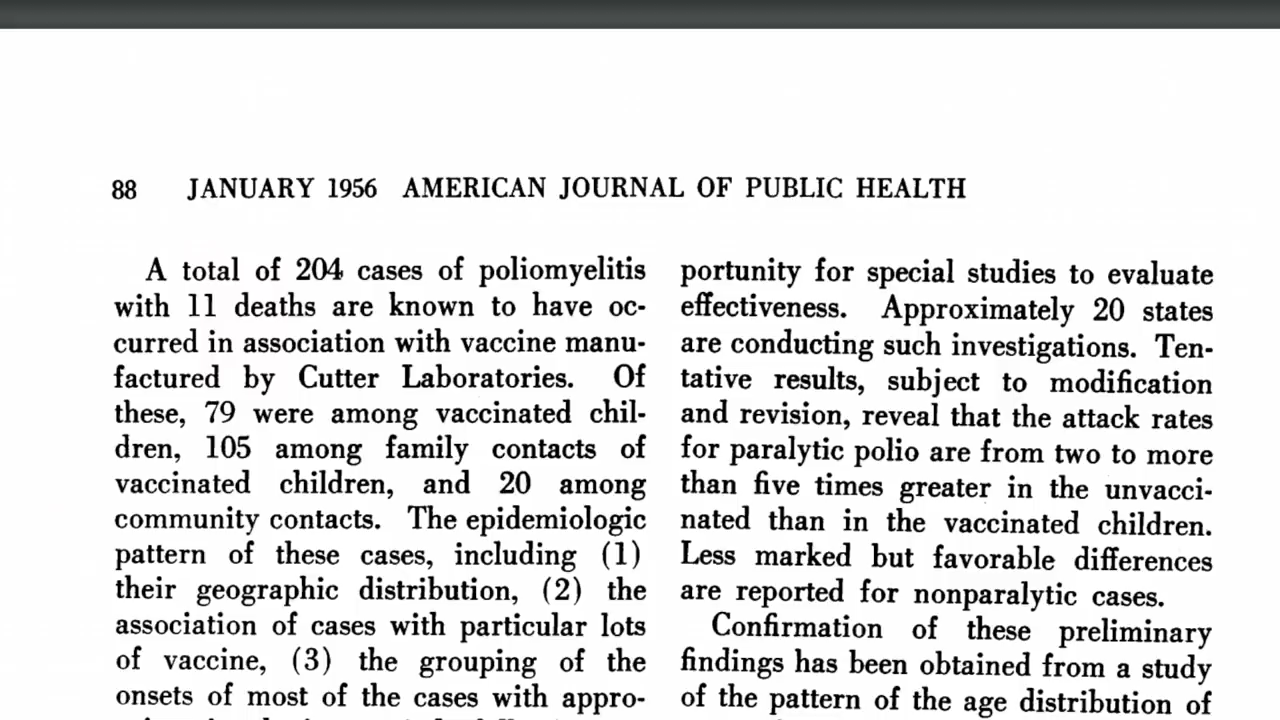 88 JANUARY 1956 AMERICAN JOURNAL OF PUBLIC HEALTH
A total of 204 cases of poliomyelitis
with 11 deaths are known to have oc-
curred in association with vaccine manu-
factured by Cutter Laboratories. Of
these, 79 were among vaccinated chil-
dren, 105 among family contacts of
vaccinated children, and 20 among
community contacts. The epidemiologic
pattern of these cases, including (1)
their geographic distribution, (2) the
association of cases with particular lots
of vaccine, (3) the grouping of the
onsets of most of the cases with appro-
portunity for special studies to evaluate
effectiveness. Approximately 20 states
are conducting such investigations. Ten-
tative results, subject to modification
and revision, reveal that the attack rates
for paralytic polio are from two to more
than five times greater in the unvacci-
nated than in the vaccinated children.
Less marked but favorable differences
are reported for nonparalytic cases.
Confirmation of these preliminary
findings has been obtained from a study
of the pattern of the age distribution of